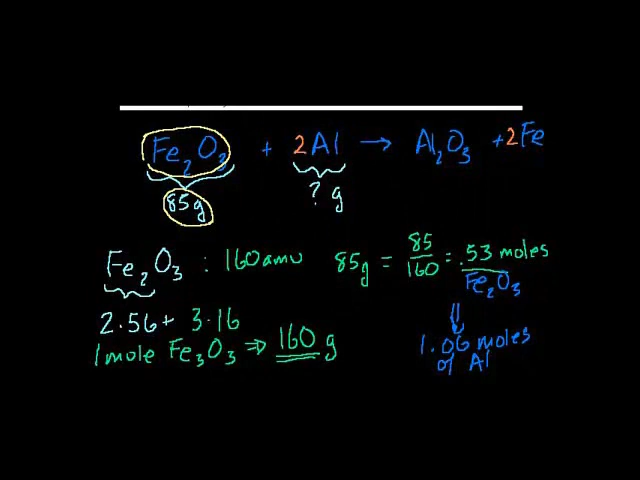 Fe₂O₃ + 2Al → Al₂O₃ + 2Fe
85g ? g
Fe₂O₃ : 160amu 85g = 85/160 = .53 moles
Fe₂O₃
2·56 + 3·16
1 mole Fe₃O₃ ⇒ 160 g
1.06 moles
of Al